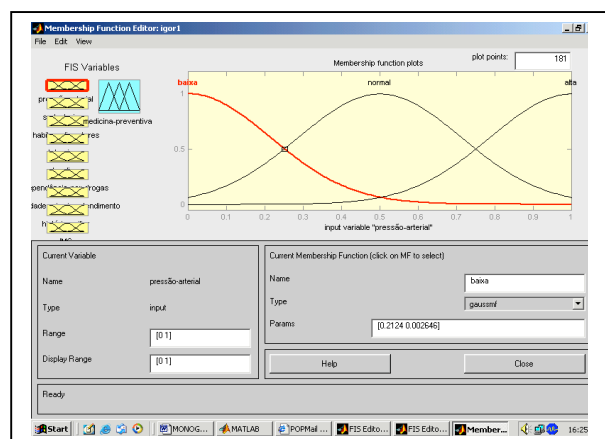 Membership Function Editor: igor1
File Edit View
FIS Variables
Membership function plots
plot points:
181
medicina-preventiva
baixa
normal
alta
1
0.5
0
0 0.1 0.2 0.3 0.4 0.5 0.6 0.7 0.8 0.9 1
input variable "pressão-arterial"
Current Variable
Name
pressão-arterial
Type
input
Range
[0 1]
Display Range
[0 1]
Current Membership Function (click on MF to select)
Name
baixa
Type
gaussmf
Params
[0.2124 0.002646]
Help
Close
Ready
Start
MONOG...
MATLAB
POPMail ...
FIS Edito...
FIS Edito...
Member...
16:25